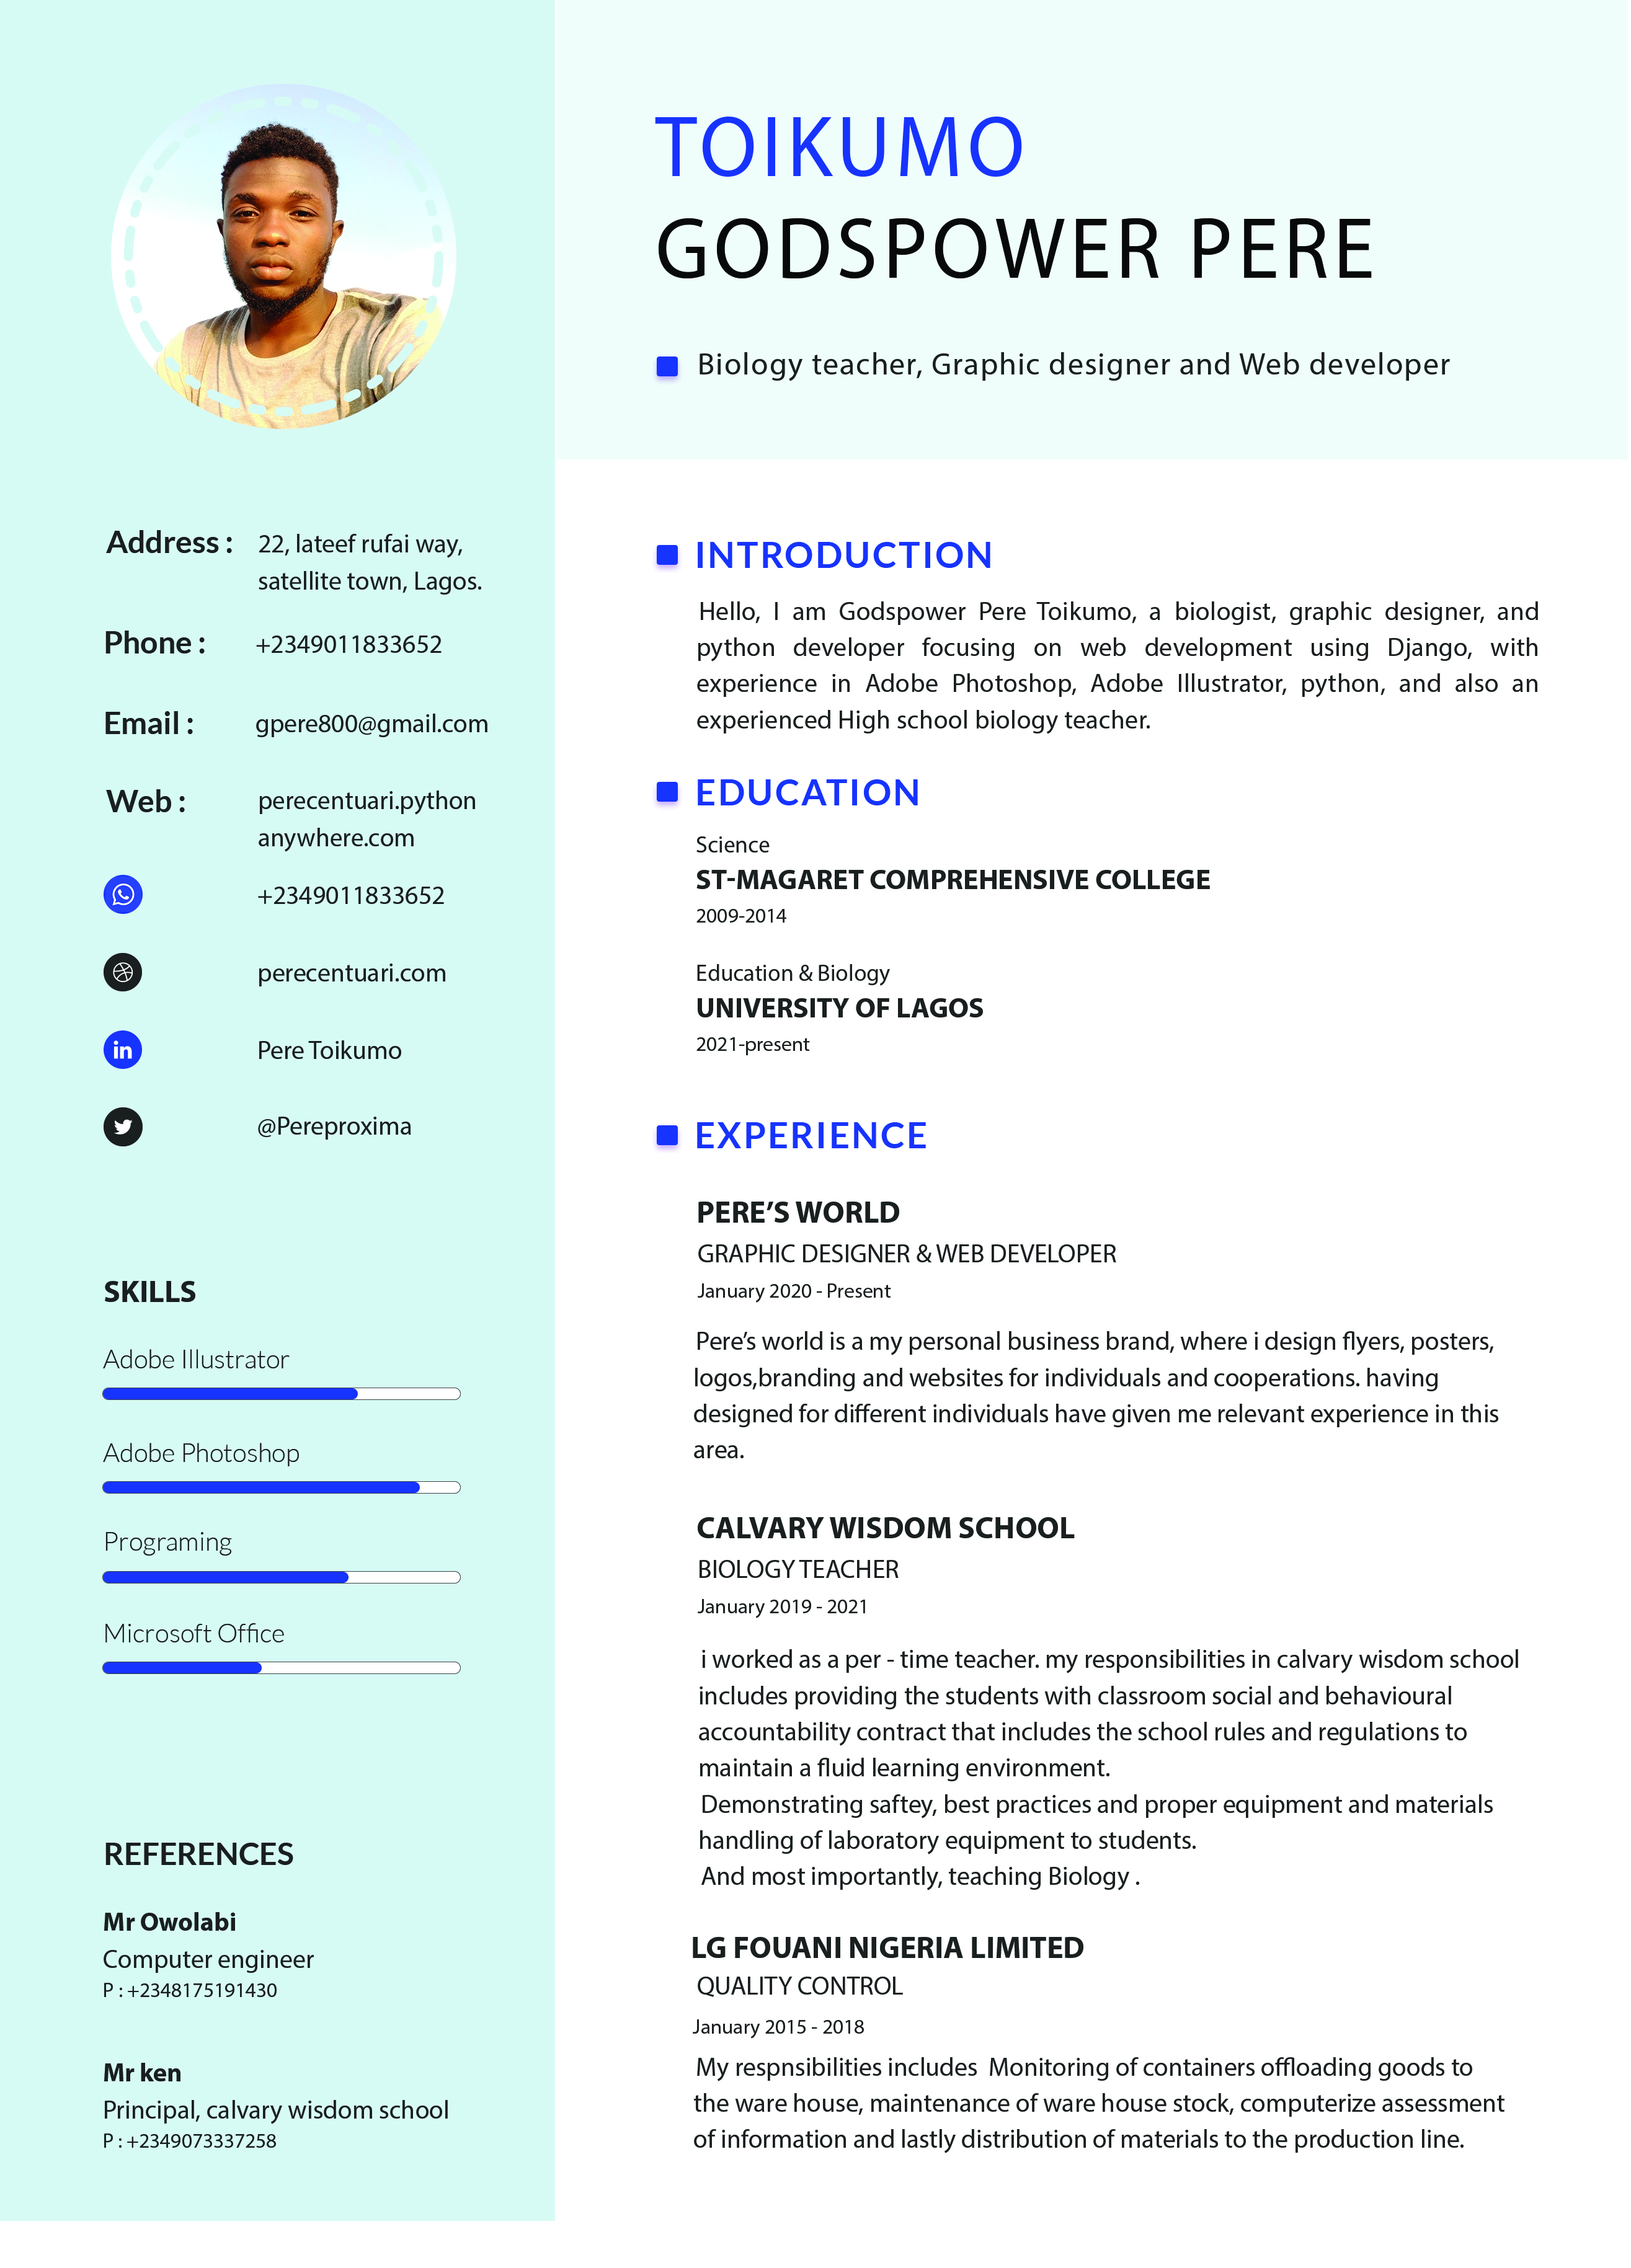 TOIKUMO
GODSPOWER PERE
Biology teacher, Graphic designer and Web developer
Address : 22, lateef rufai way,
satellite town, Lagos.
Phone : +2349011833652
Email : gpere800@gmail.com
Web : perecentuari.python
anywhere.com
+2349011833652
perecentuari.com
in Pere Toikumo
@Pereproxima
SKILLS
Adobe Illustrator
Adobe Photoshop
Programing
Microsoft Office
REFERENCES
Mr Owolabi
Computer engineer
P : +2348175191430
Mr ken
Principal, calvary wisdom school
P : +2349073337258
INTRODUCTION
Hello, I am Godspower Pere Toikumo, a biologist, graphic designer, and
python developer focusing on web development using Django, with
experience in Adobe Photoshop, Adobe Illustrator, python, and also an
experienced High school biology teacher.
EDUCATION
Science
ST-MAGARET COMPREHENSIVE COLLEGE
2009-2014
Education & Biology
UNIVERSITY OF LAGOS
2021-present
EXPERIENCE
PERE’S WORLD
GRAPHIC DESIGNER & WEB DEVELOPER
January 2020 - Present
Pere’s world is a my personal business brand, where i design flyers, posters,
logos,branding and websites for individuals and cooperations. having
designed for different individuals have given me relevant experience in this
area.
CALVARY WISDOM SCHOOL
BIOLOGY TEACHER
January 2019 - 2021
i worked as a per - time teacher. my responsibilities in calvary wisdom school
includes providing the students with classroom social and behavioural
accountability contract that includes the school rules and regulations to
maintain a fluid learning environment.
Demonstrating saftey, best practices and proper equipment and materials
handling of laboratory equipment to students.
And most importantly, teaching Biology .
LG FOUANI NIGERIA LIMITED
QUALITY CONTROL
January 2015 - 2018
My respnsibilities includes  Monitoring of containers offloading goods to
the ware house, maintenance of ware house stock, computerize assessment
of information and lastly distribution of materials to the production line.